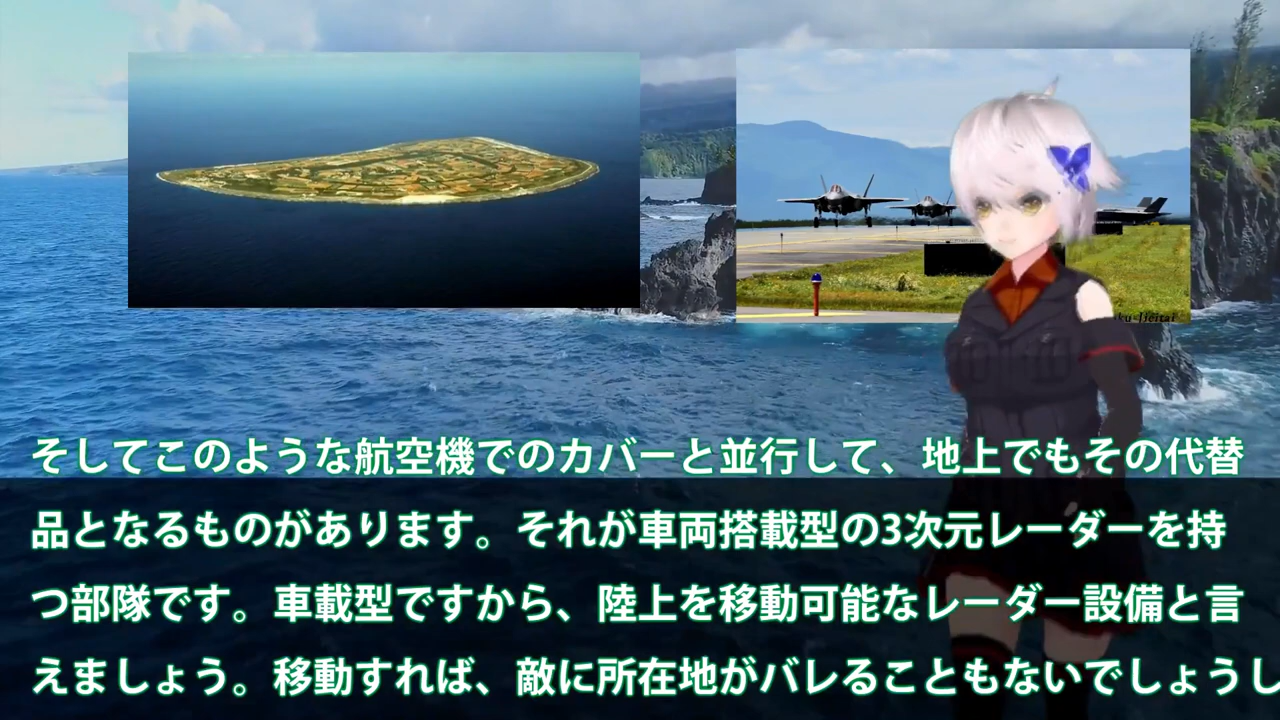 そしてこのような航空機でのカバーと並行して、地上でもその代替
品となるものがあります。それが車両搭載型の3次元レーダーを持
つ部隊です。車載型ですから、陸上を移動可能なレーダー設備と言
えましょう。移動すれば、敵に所在地がバレることもないでしょうし
ku Jieitai